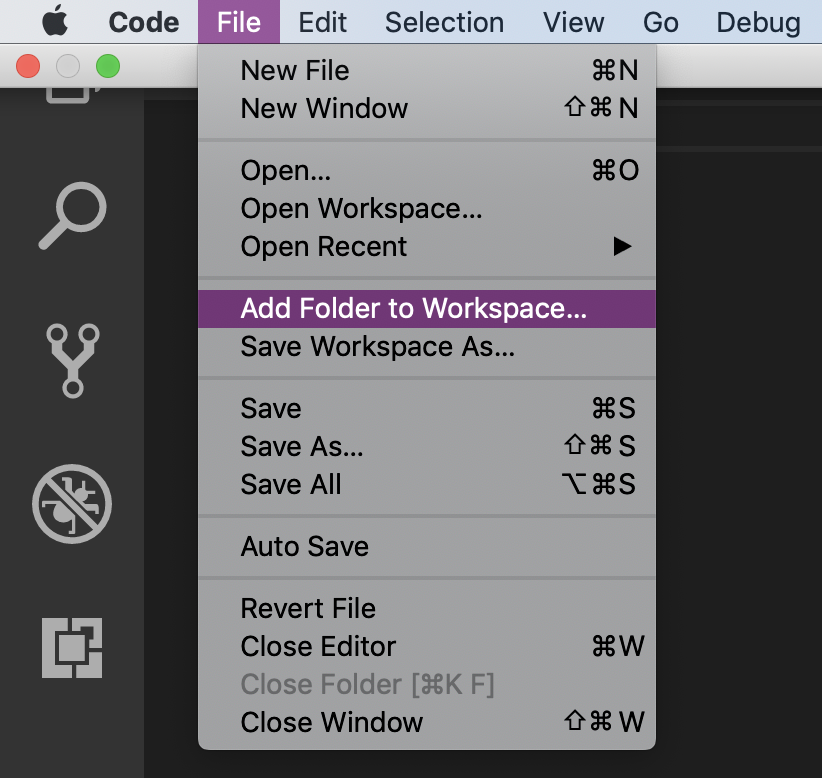 Code File Edit Selection View Go Debug
New File ⌘N
New Window ⇧⌘N
Open... ⌘O
Open Workspace...
Open Recent ▶
Add Folder to Workspace...
Save Workspace As...
Save ⌘S
Save As... ⇧⌘S
Save All ⌥⌘S
Auto Save
Revert File
Close Editor ⌘W
Close Folder [⌘K F]
Close Window ⇧⌘W